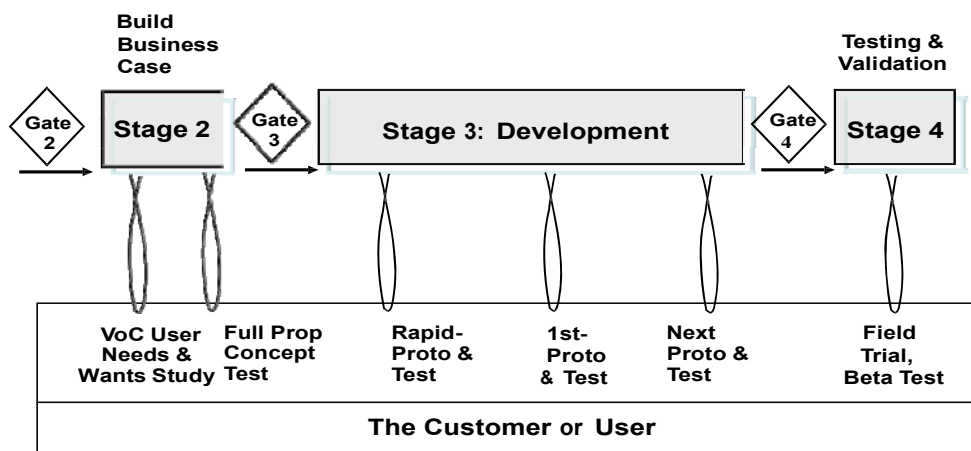 Build
Business
Case
Testing &
Validation
Gate
2
Stage 2
Gate
3
Stage 3: Development
Gate
4
Stage 4
VoC User
Needs &
Wants Study
Full Prop
Concept
Test
Rapid-
Proto &
Test
1st-
Proto
& Test
Next
Proto &
Test
Field
Trial,
Beta Test
The Customer or User